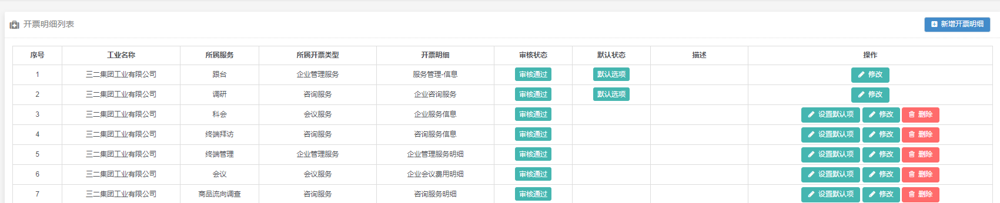 开票明细列表
新增开票明细
序号 工业名称 所属服务 所属开票类型 开票明细 审核状态 默认状态 描述 操作
1 三二集团工业有限公司 跟台 企业管理服务 服务管理-信息 审核通过 默认选项 修改
2 三二集团工业有限公司 调研 咨询服务 企业咨询服务 审核通过 默认选项 修改
3 三二集团工业有限公司 科会 会议服务 企业服务信息 审核通过 设置默认项 修改 删除
4 三二集团工业有限公司 终端拜访 咨询服务 咨询服务信息 审核通过 设置默认项 修改 删除
5 三二集团工业有限公司 终端管理 企业管理服务 企业管理服务明细 审核通过 设置默认项 修改 删除
6 三二集团工业有限公司 会议 会议服务 企业会议费用明细 审核通过 设置默认项 修改 删除
7 三二集团工业有限公司 商品流向调查 咨询服务 咨询服务明细 审核通过 设置默认项 修改 删除